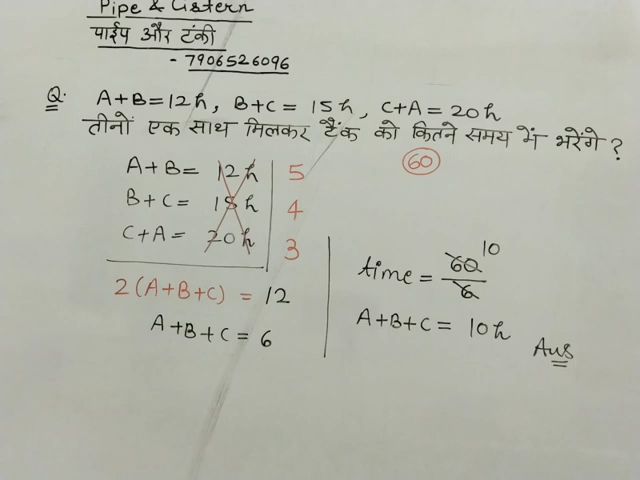 Pipe & Cistern
पाईप और टंकी
- 7906526096
Q. A+B=12h, B+C= 15h, C+A= 20h
तीनों एक साथ मिलकर टैंक को कितने समय में भरेंगे ?
60
A+B= 12h 5
B+C= 15h 4
C+A= 20h 3
2(A+B+C) = 12
A+B+C= 6
time = 60/6 10
A+B+C= 10h
Ans